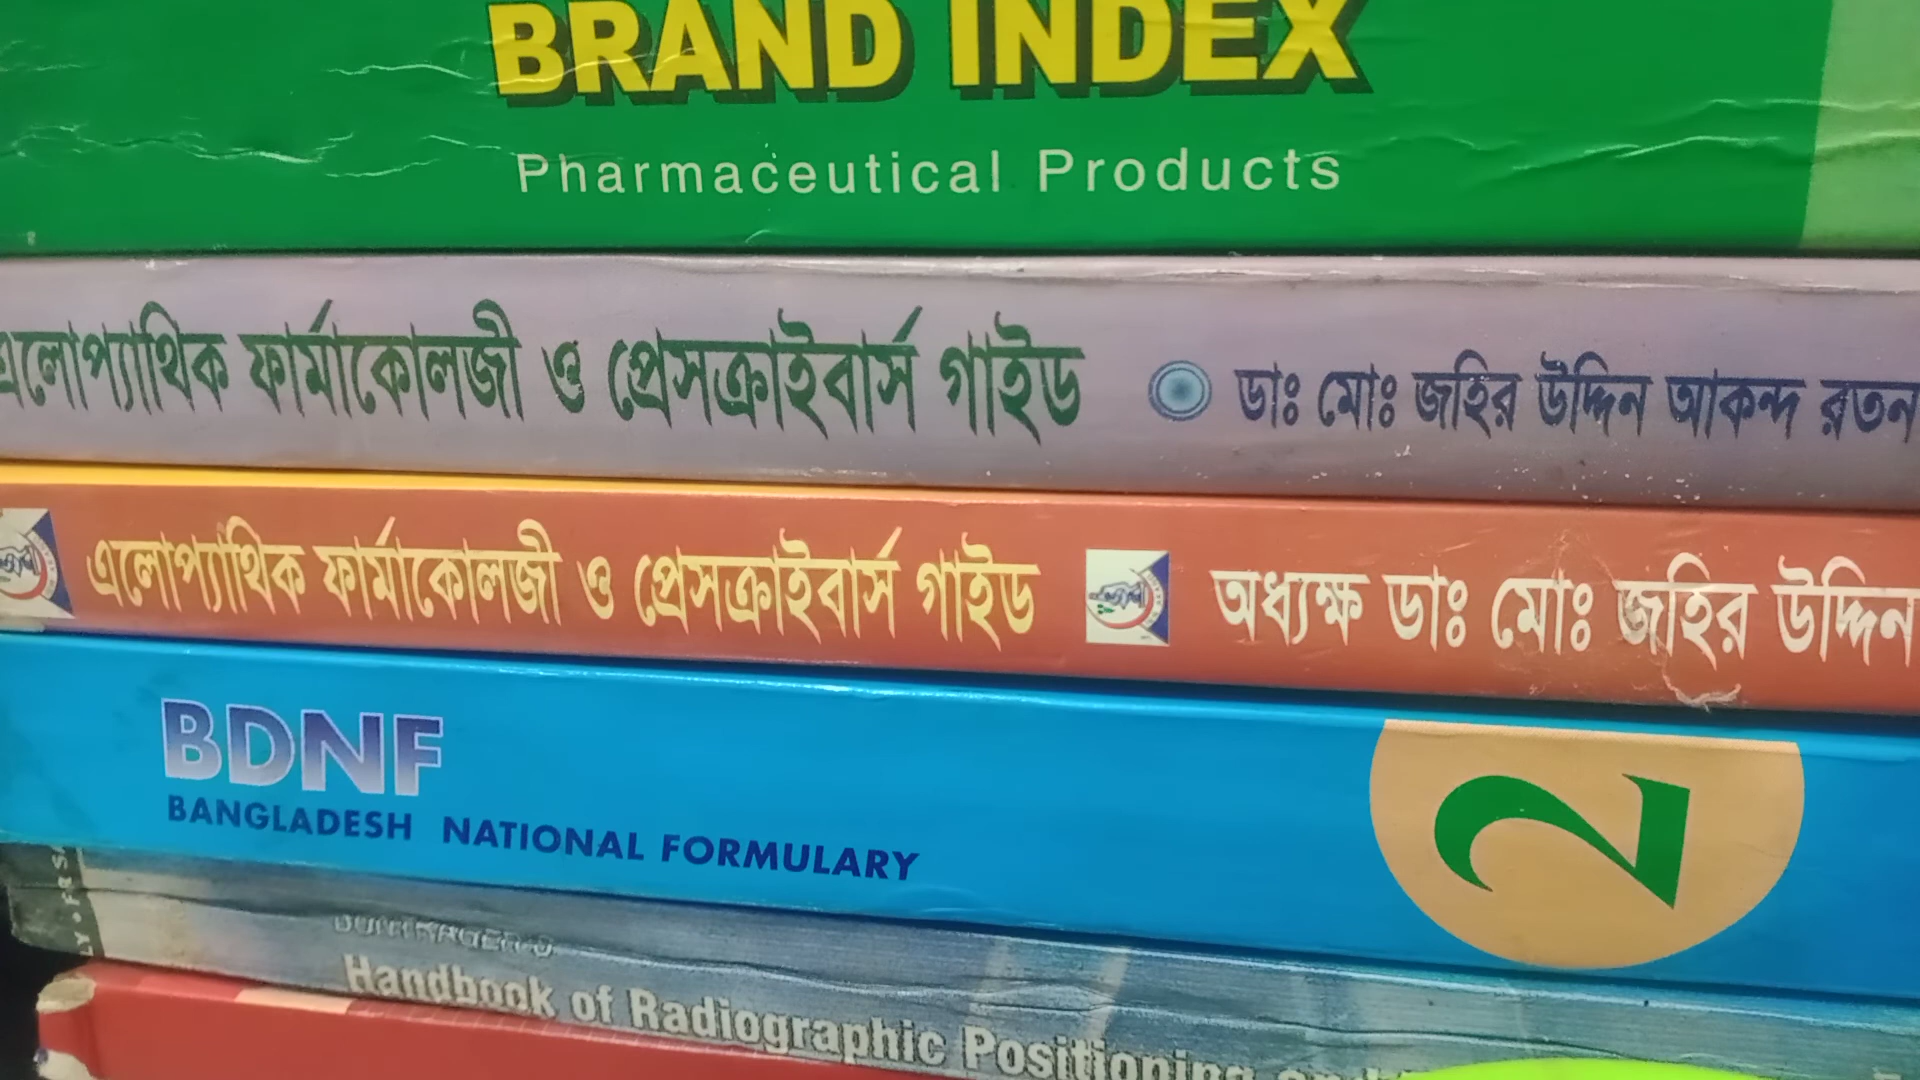 BRAND INDEX
Pharmaceutical Products
এলোপ্যাথিক ফার্মাকোলজী ও প্রেসক্রাইবার্স গাইড ডাঃ মোঃ জহির উদ্দিন আকন্দ রতন
এলোপ্যাথিক ফার্মাকোলজী ও প্রেসক্রাইবার্স গাইড অধ্যক্ষ ডাঃ মোঃ জহির উদ্দিন
BDNF
BANGLADESH NATIONAL FORMULARY
2
Handbook of Radiographic Positioning